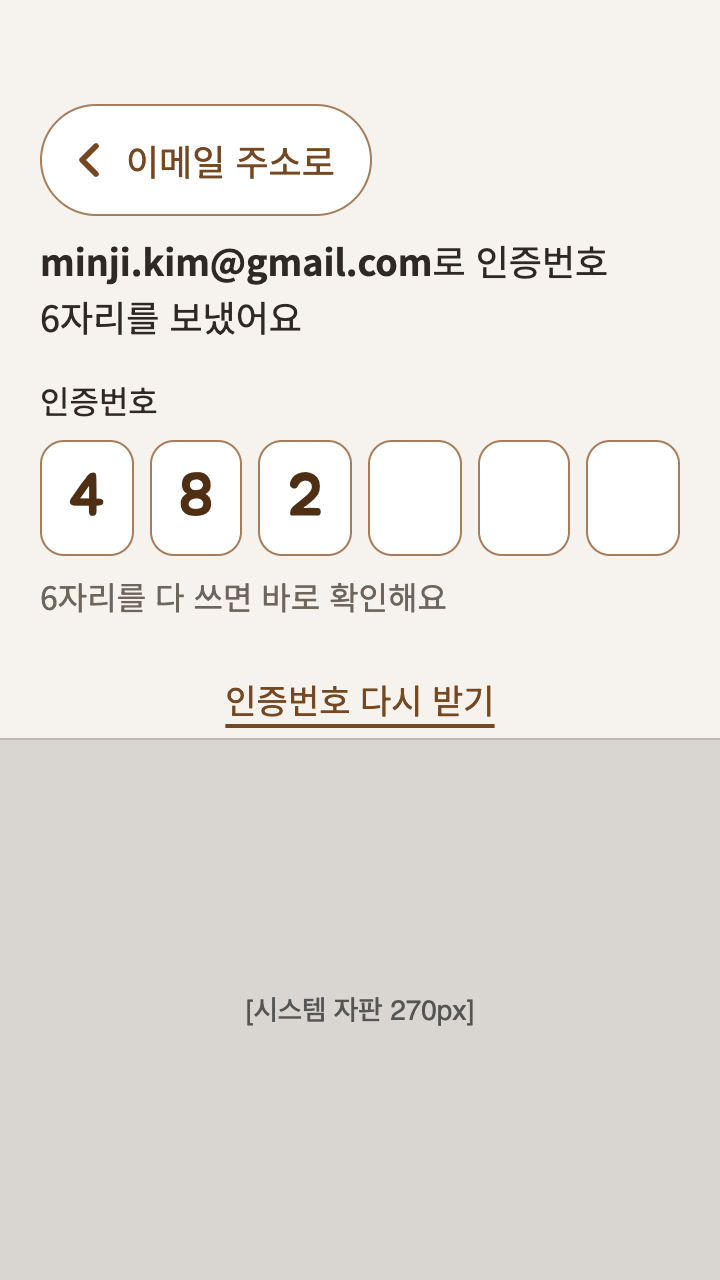 이메일 주소로
minji.kim@gmail.com로 인증번호
6자리를 보냈어요
인증번호
4 8 2
6자리를 다 쓰면 바로 확인해요
인증번호 다시 받기
[시스템 자판 270px]